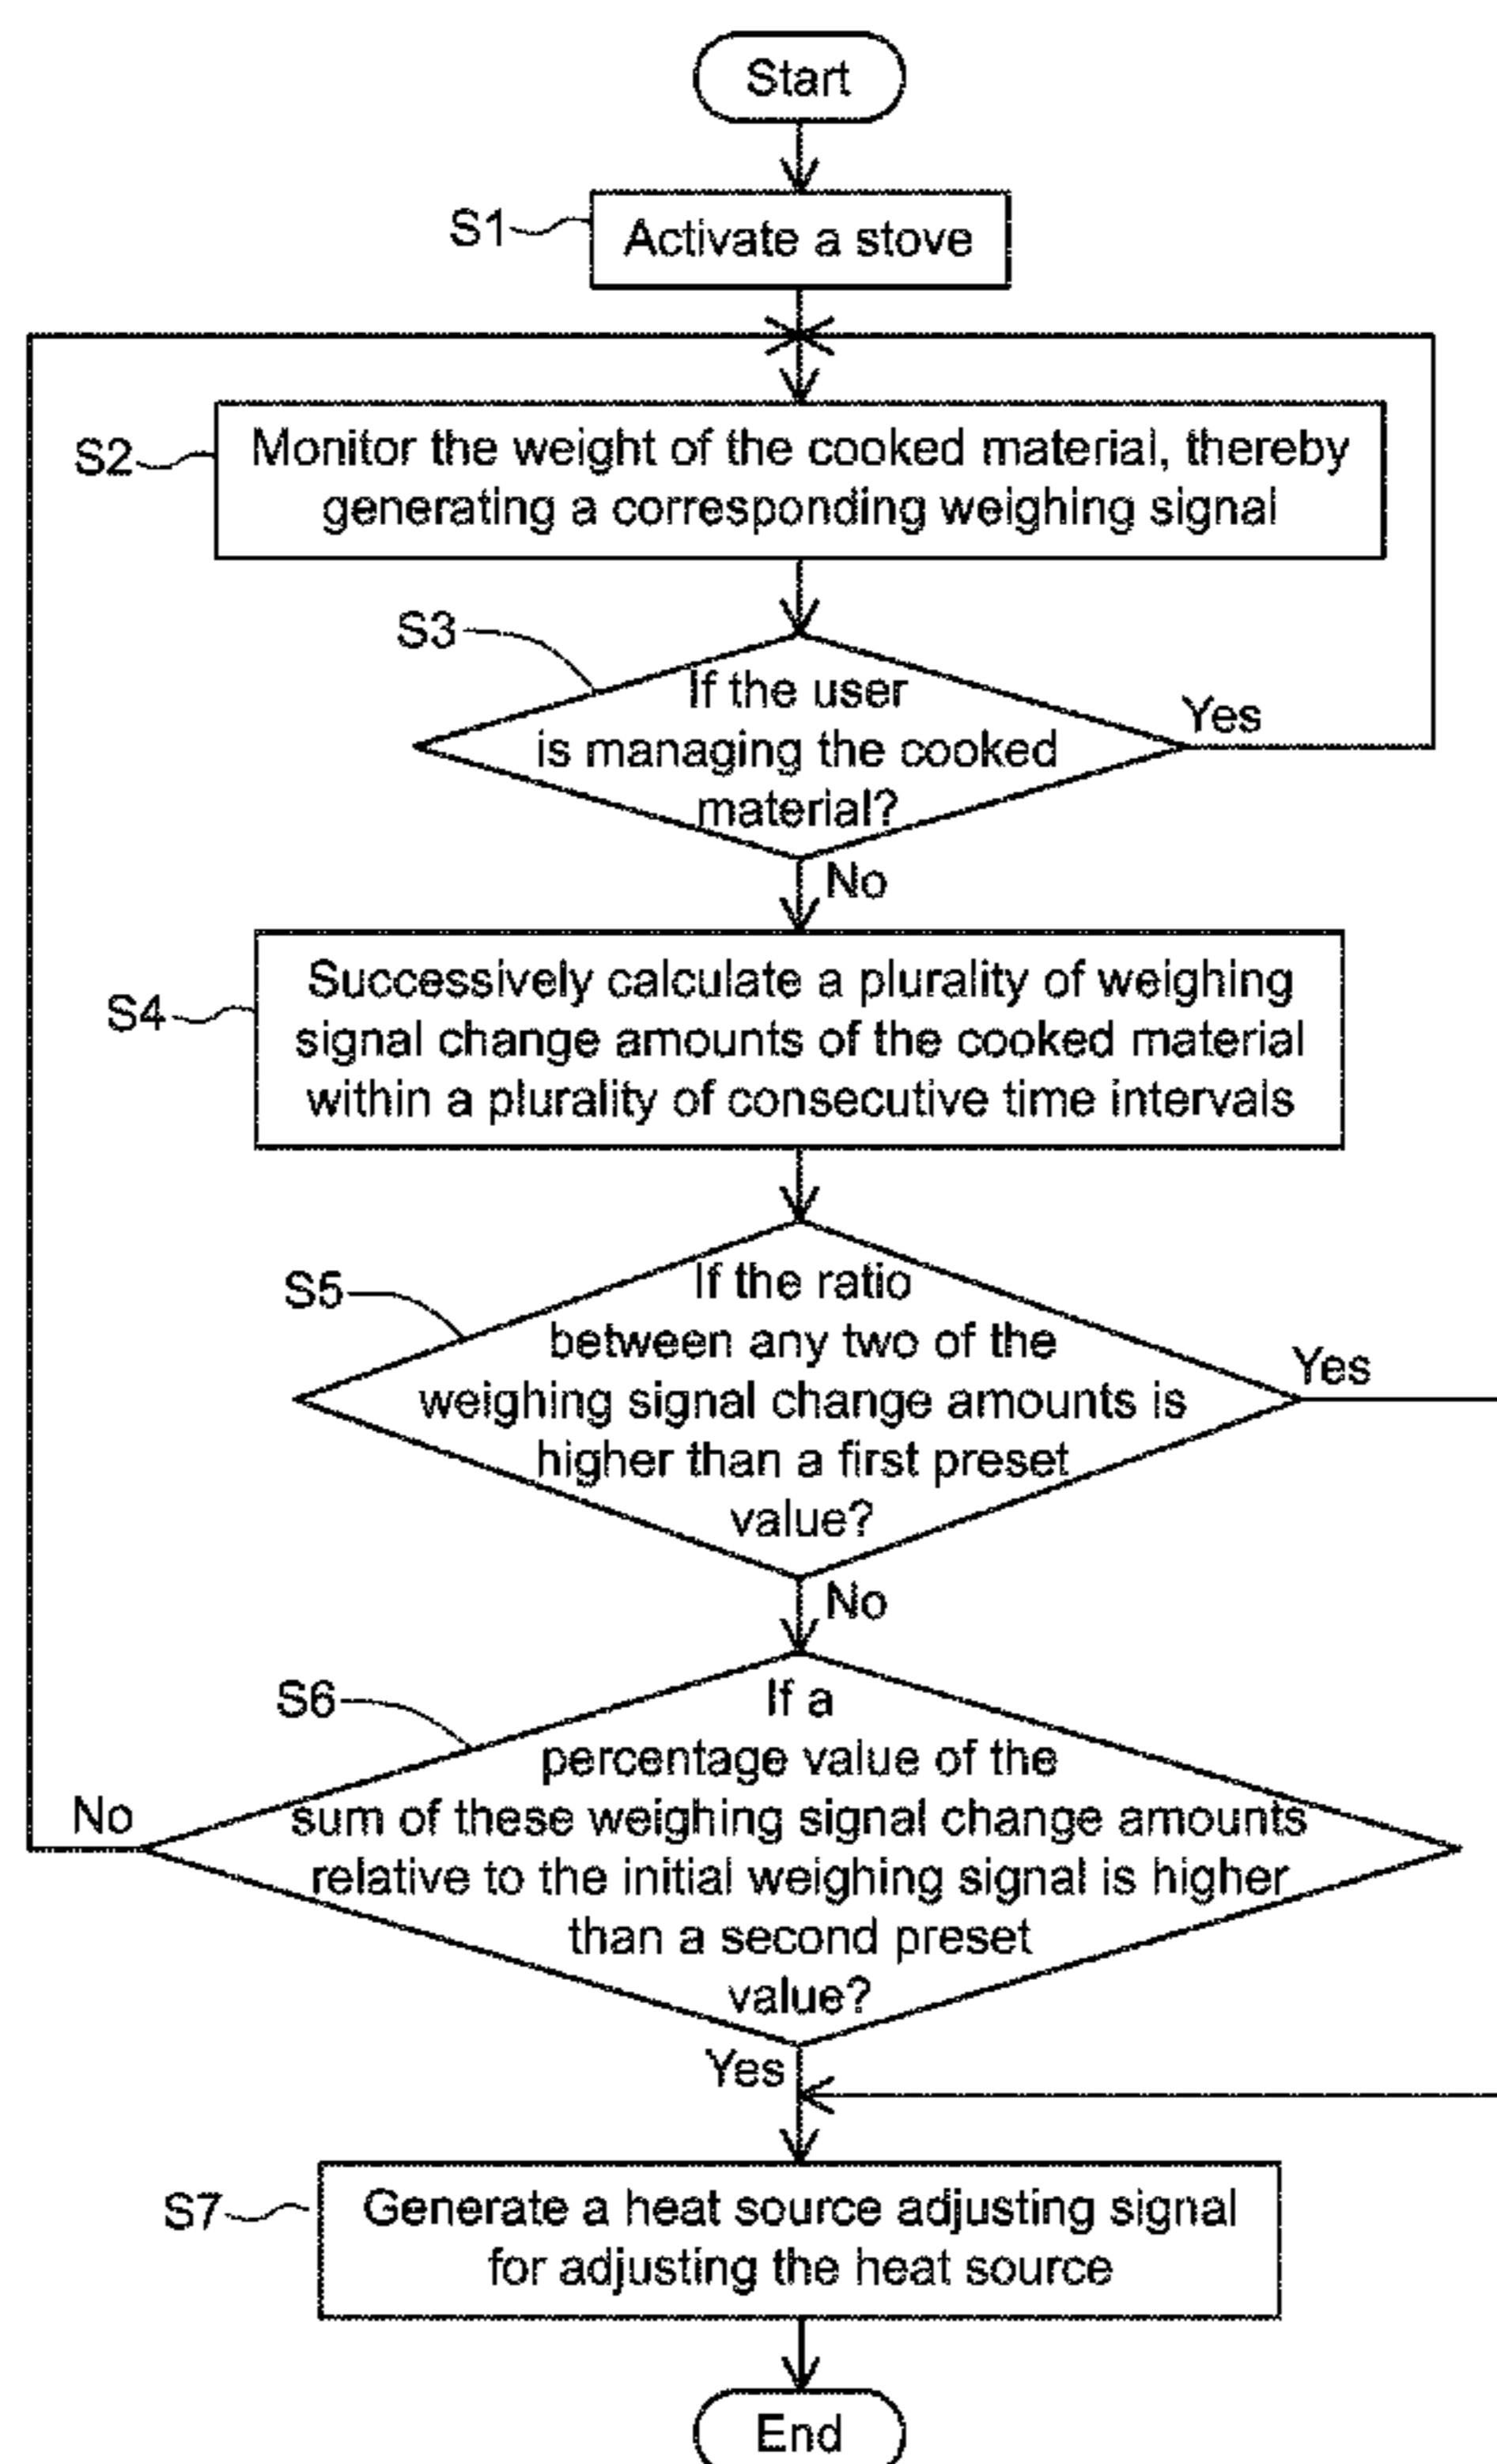 Start
S1
Activate a stove
S2
Monitor the weight of the cooked material, thereby
generating a corresponding weighing signal
S3
If the user
is managing the cooked
material?
Yes
No
S4
Successively calculate a plurality of weighing
signal change amounts of the cooked material
within a plurality of consecutive time intervals
S5
If the ratio
between any two of the
weighing signal change amounts is
higher than a first preset
value?
Yes
No
S6
If a
percentage value of the
sum of these weighing signal change amounts
relative to the initial weighing signal is higher
than a second preset
value?
No
Yes
S7
Generate a heat source adjusting signal
for adjusting the heat source
End